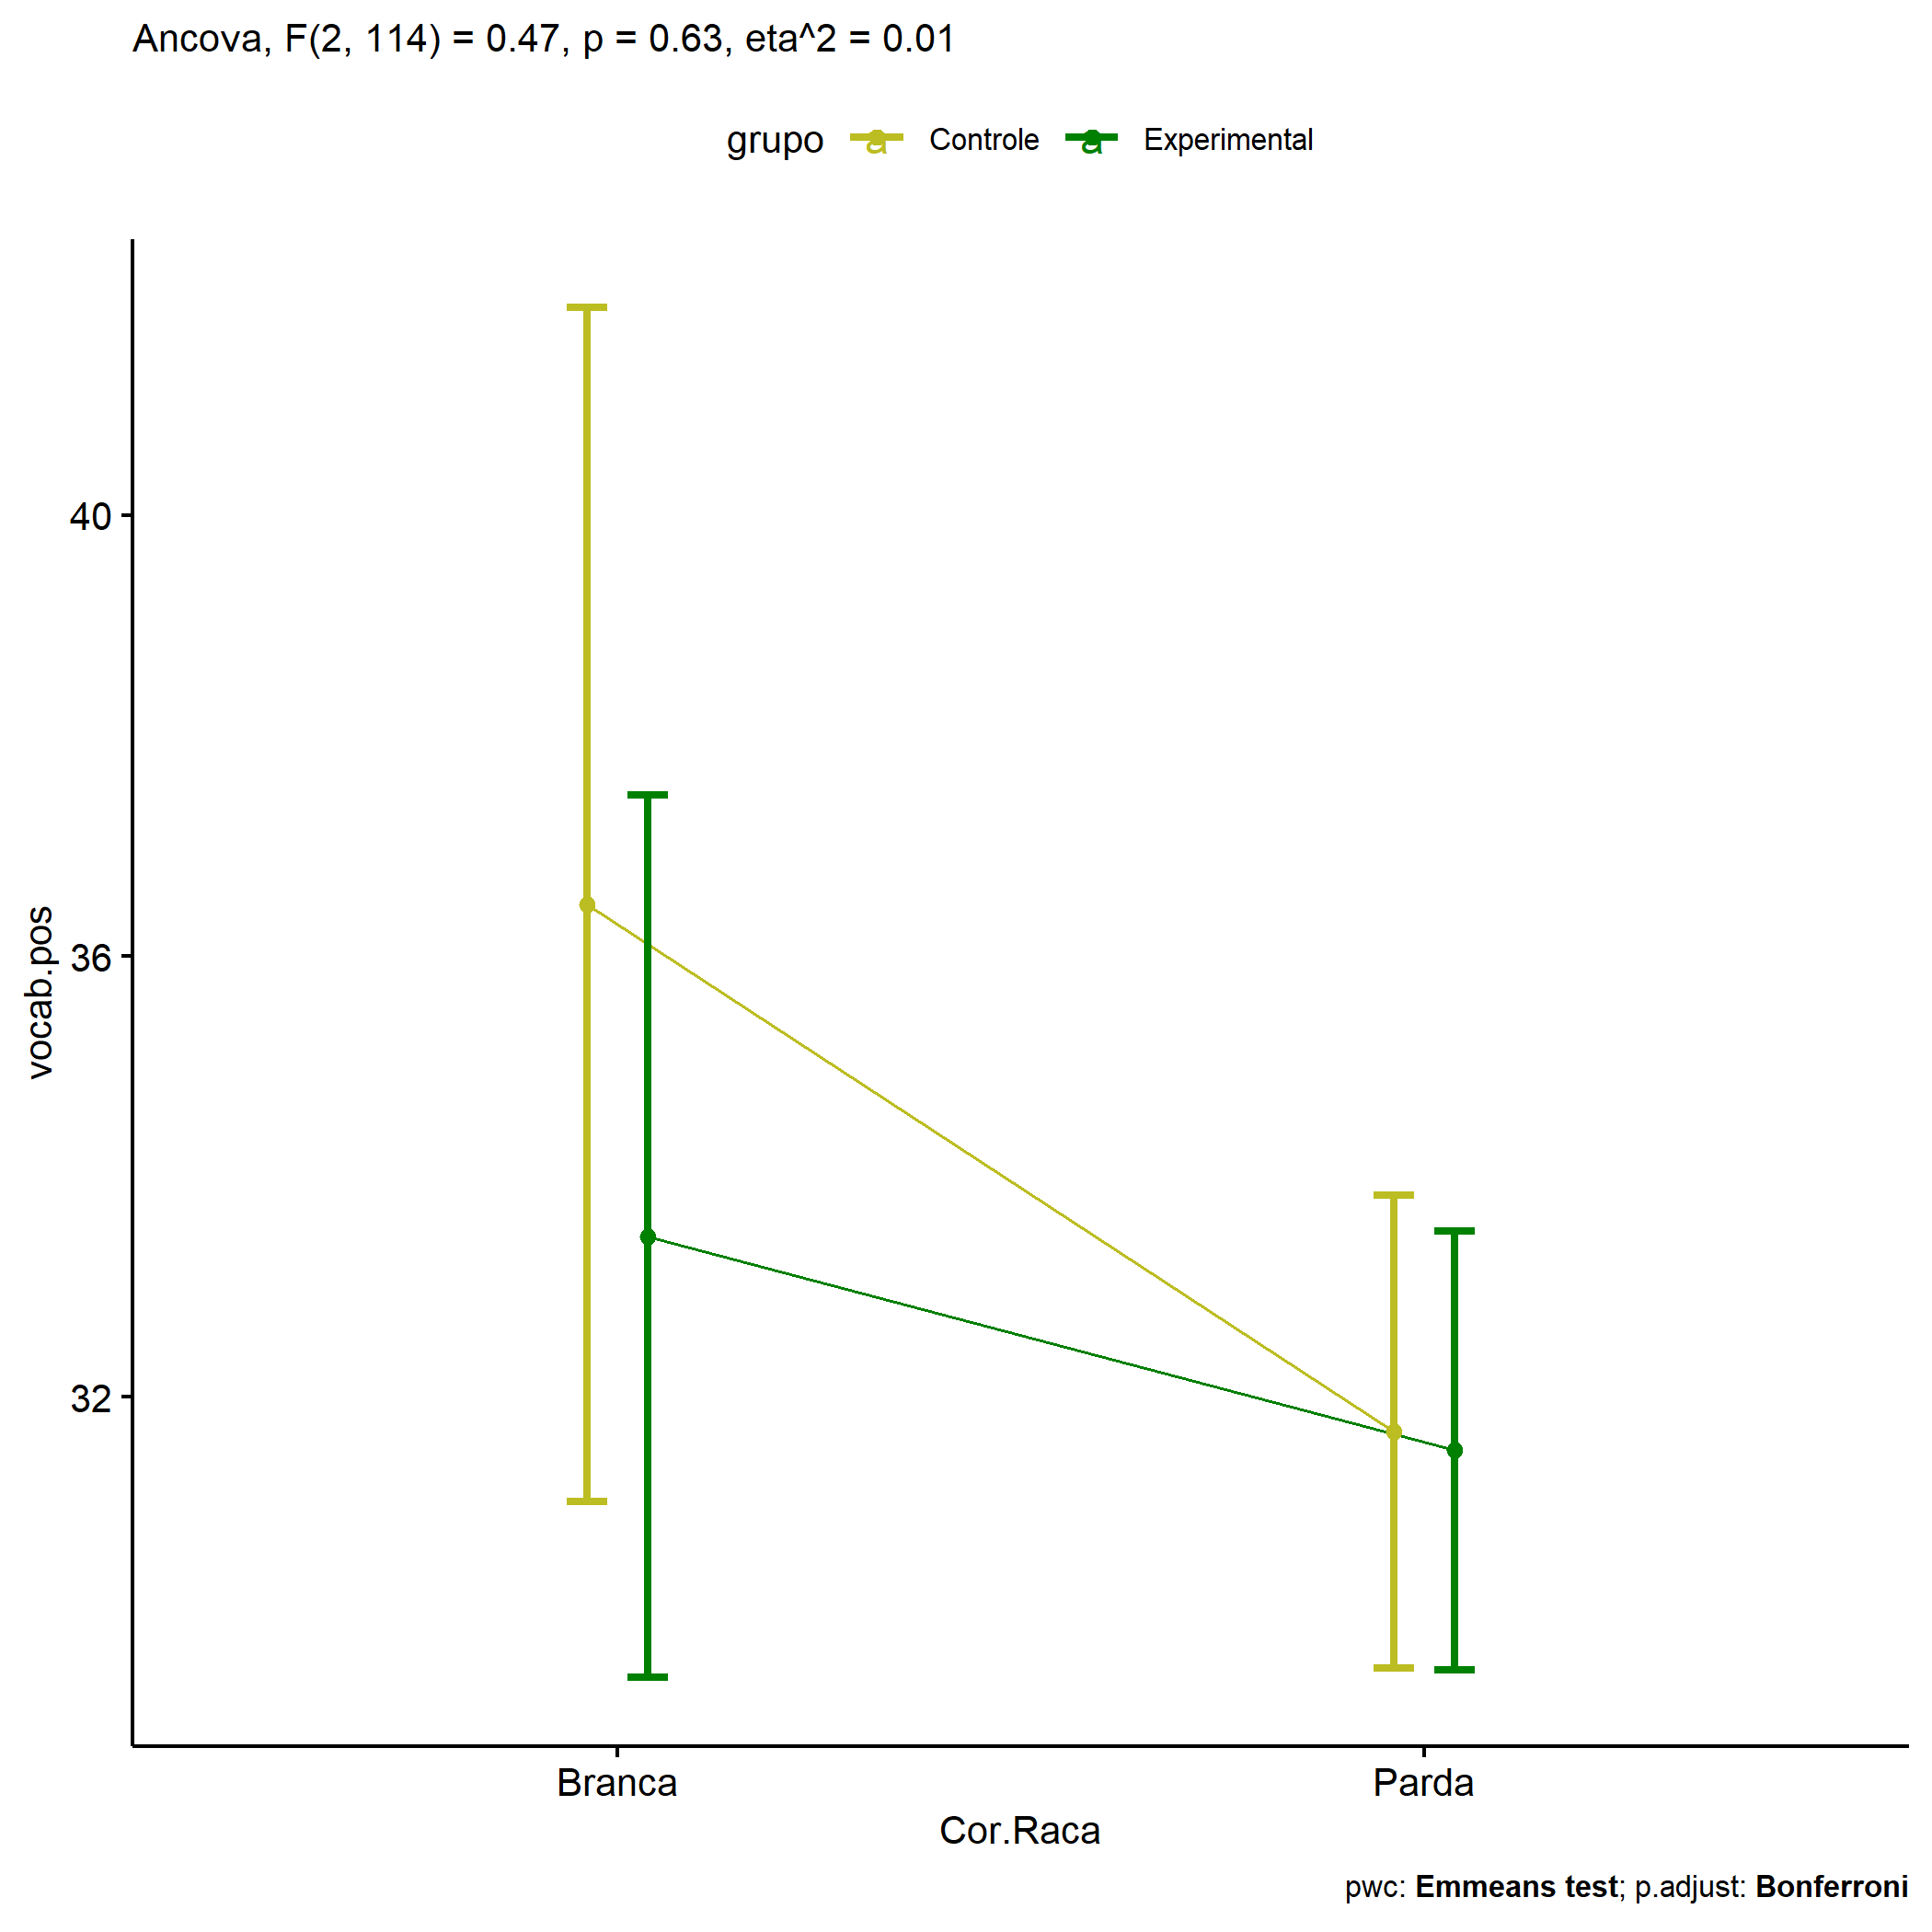 Ancova, F(2, 114) = 0.47, p = 0.63, eta^2 = 0.01
grupo a Controle a Experimental
40
36
32
vocab.pos
Branca Parda
Cor.Raca
pwc: Emmeans test; p.adjust: Bonferroni